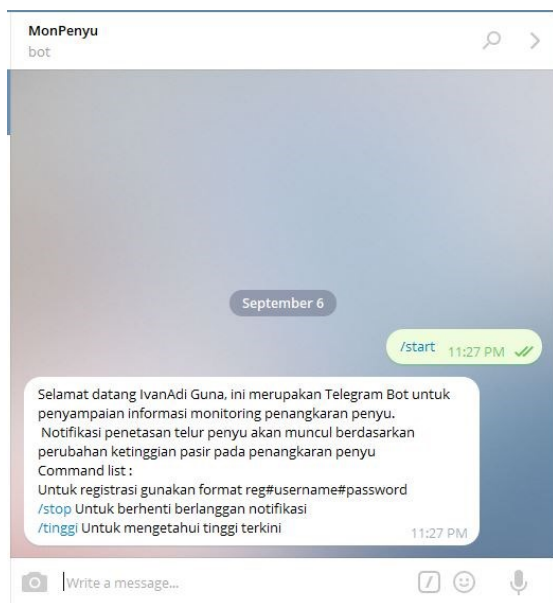 MonPenyu
bot
September 6
/start 11:27 PM
Selamat datang IvanAdi Guna, ini merupakan Telegram Bot untuk
penyampaian informasi monitoring penangkaran penyu.
Notifikasi penetasan telur penyu akan muncul berdasarkan
perubahan ketinggian pasir pada penangkaran penyu
Command list :
Untuk registrasi gunakan format reg#username#password
/stop Untuk berhenti berlangganan notifikasi
/tinggi Untuk mengetahui tinggi terkini
11:27 PM
Write a message...